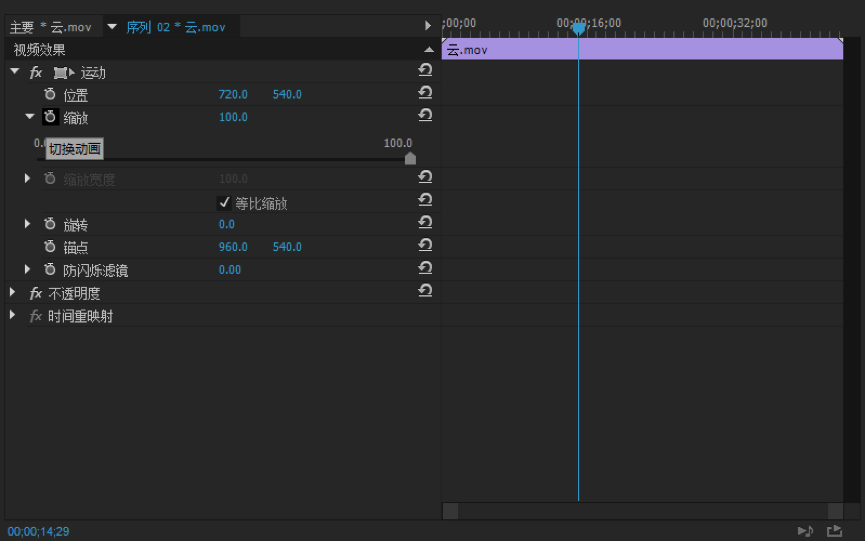 主要 * 云.mov 序列 02 * 云.mov ;00;00 00;00;16;00 00;00;32;00
视频效果 云.mov
fx 运动
位置 720.0 540.0
缩放 100.0
切换动画 100.0
缩放宽度 100.0
等比缩放
旋转 0.0
锚点 960.0 540.0
防闪烁滤镜 0.00
fx 不透明度
fx 时间重映射
00;00;14;29